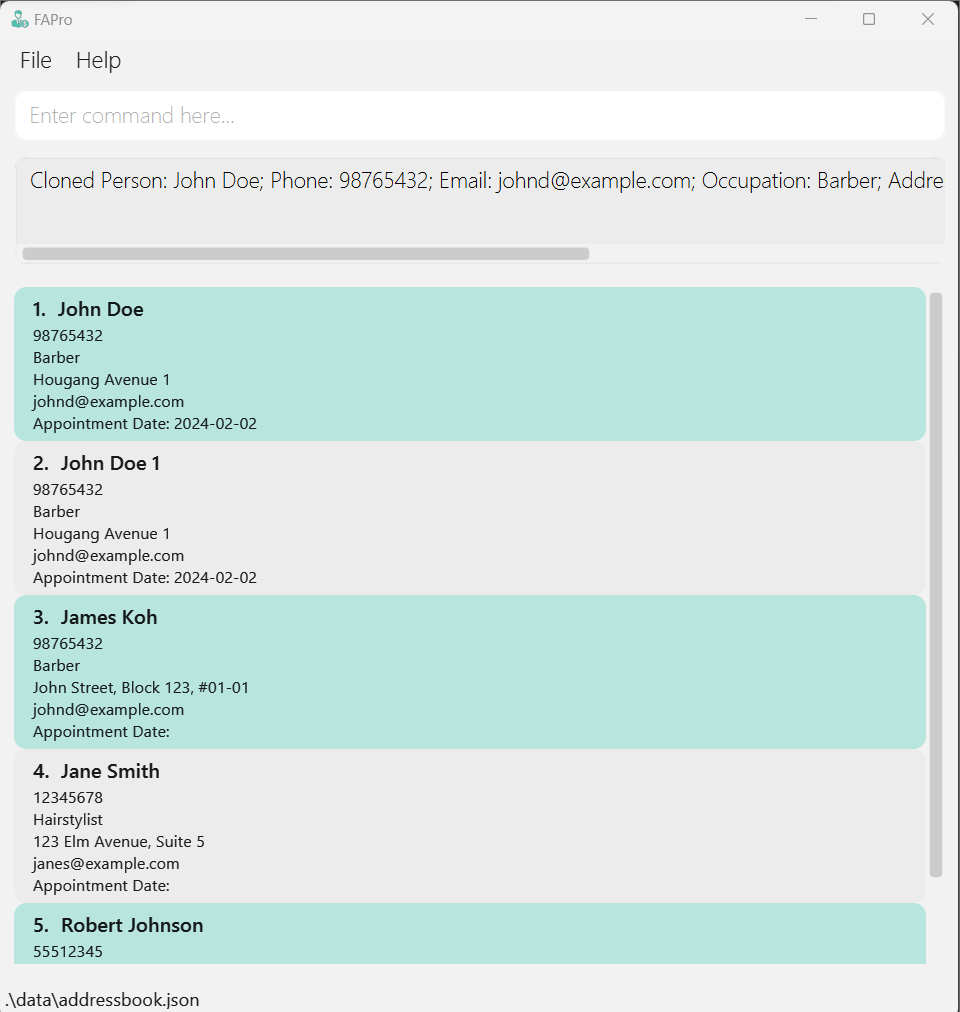 FAPro
File Help
Enter command here...
Cloned Person: John Doe; Phone: 98765432; Email: johnd@example.com; Occupation: Barber; Addre
1. John Doe
98765432
Barber
Hougang Avenue 1
johnd@example.com
Appointment Date: 2024-02-02
2. John Doe 1
98765432
Barber
Hougang Avenue 1
johnd@example.com
Appointment Date: 2024-02-02
3. James Koh
98765432
Barber
John Street, Block 123, #01-01
johnd@example.com
Appointment Date:
4. Jane Smith
12345678
Hairstylist
123 Elm Avenue, Suite 5
janes@example.com
Appointment Date:
5. Robert Johnson
55512345
.\data\addressbook.json